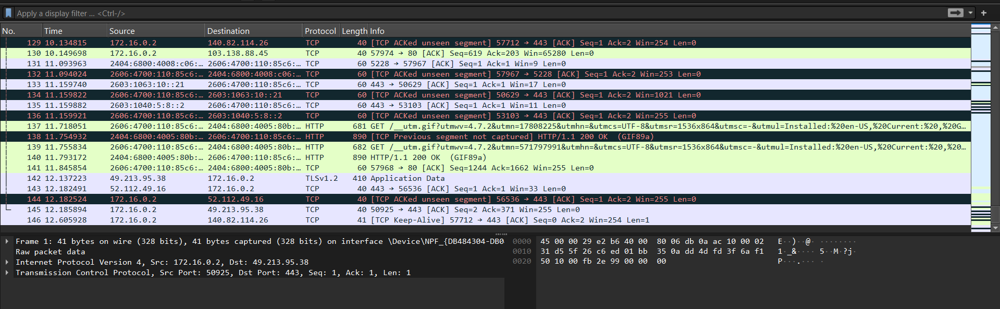 Apply a display filter ... <Ctrl-/>
No. Time Source Destination Protocol Length Info
129 10.134815 172.16.0.2 140.82.114.26 TCP 40 [TCP ACKed unseen segment] 57712 → 443 [ACK] Seq=1 Ack=2 Win=254 Len=0
130 10.149698 172.16.0.2 103.138.88.45 TCP 40 57974 → 80 [ACK] Seq=619 Ack=203 Win=65280 Len=0
131 11.093963 2404:6800:4008:c06:… 2606:4700:110:85c6:… TCP 60 5228 → 57967 [ACK] Seq=1 Ack=1 Win=9 Len=0
132 11.094024 2606:4700:110:85c6:… 2404:6800:4008:c06:… TCP 60 [TCP ACKed unseen segment] 57967 → 5228 [ACK] Seq=1 Ack=2 Win=253 Len=0
133 11.159740 2603:1063:10::21 2606:4700:110:85c6:… TCP 60 443 → 50629 [ACK] Seq=1 Ack=1 Win=17 Len=0
134 11.159822 2606:4700:110:85c6:… 2603:1063:10::21 TCP 60 [TCP ACKed unseen segment] 50629 → 443 [ACK] Seq=1 Ack=2 Win=1021 Len=0
135 11.159882 2603:1040:5:8::2 2606:4700:110:85c6:… TCP 60 443 → 53103 [ACK] Seq=1 Ack=1 Win=11 Len=0
136 11.159921 2606:4700:110:85c6:… 2603:1040:5:8::2 TCP 60 [TCP ACKed unseen segment] 53103 → 443 [ACK] Seq=1 Ack=2 Win=255 Len=0
137 11.718051 2606:4700:110:85c6:… 2404:6800:4005:80b:… HTTP 681 GET /__utm.gif?utmwv=4.7.2&utmn=17808225&utmhn=&utmcs=UTF-8&utmsr=1536x864&utmsc=-&utmul=Installed:%20en-US,%20Current:%20,%20G…
138 11.754932 2404:6800:4005:80b:… 2606:4700:110:85c6:… HTTP 890 [TCP Previous segment not captured] HTTP/1.1 200 OK (GIF89a)
139 11.755834 2606:4700:110:85c6:… 2404:6800:4005:80b:… HTTP 682 GET /__utm.gif?utmwv=4.7.2&utmn=571797991&utmhn=&utmcs=UTF-8&utmsr=1536x864&utmsc=-&utmul=Installed:%20en-US,%20Current:%20,%20…
140 11.793172 2404:6800:4005:80b:… 2606:4700:110:85c6:… HTTP 890 HTTP/1.1 200 OK (GIF89a)
141 11.845854 2606:4700:110:85c6:… 2404:6800:4005:80b:… TCP 60 57968 → 80 [ACK] Seq=1244 Ack=1662 Win=255 Len=0
142 12.137223 49.213.95.38 172.16.0.2 TLSv1.2 410 Application Data
143 12.182491 52.112.49.16 172.16.0.2 TCP 40 443 → 56536 [ACK] Seq=1 Ack=1 Win=33 Len=0
144 12.182524 172.16.0.2 52.112.49.16 TCP 40 [TCP ACKed unseen segment] 56536 → 443 [ACK] Seq=1 Ack=2 Win=255 Len=0
145 12.185894 172.16.0.2 49.213.95.38 TCP 40 50925 → 443 [ACK] Seq=2 Ack=371 Win=255 Len=0
146 12.605928 172.16.0.2 140.82.114.26 TCP 41 [TCP Keep-Alive] 57712 → 443 [ACK] Seq=0 Ack=2 Win=254 Len=1
Frame 1: 41 bytes on wire (328 bits), 41 bytes captured (328 bits) on interface \Device\NPF_{DB484304-DB0
Raw packet data
Internet Protocol Version 4, Src: 172.16.0.2, Dst: 49.213.95.38
Transmission Control Protocol, Src Port: 50925, Dst Port: 443, Seq: 1, Ack: 1, Len: 1
0000 45 00 00 29 e2 b6 40 00 80 06 db 0a ac 10 00 02 E··)··@· ········
0010 31 d5 5f 26 c6 ed 01 bb 35 0a dd 4d fd 3f 6a f1 1·_&···· 5··M·?j·
0020 50 10 00 fb 2e 99 00 00 00 P···.··· ·